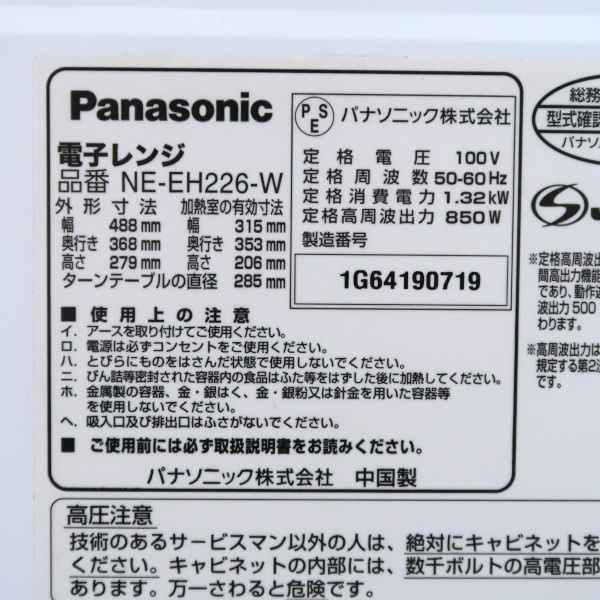 Panasonic
電子レンジ
品番 NE-EH226-W
外形寸法 加熱室の有効寸法
幅 488mm 幅 315mm
奥行き 368mm 奥行き 353mm
高さ 279mm 高さ 206mm
ターンテーブルの直径 285mm
PSE パナソニック株式会社
定格電圧 100V
定格周波数 50-60Hz
定格消費電力 1.32kW
定格高周波出力 850W
製造番号
1G64190719
■ 使用上の注意
イ. アースを取り付けてご使用ください。
ロ. 電源は必ずコンセントをご使用ください。
ハ. とびらにものをはさんだ状態で使用しないでください。
ニ. びん詰等密封された容器内の食品はふた等をはずした後に加熱してください。
ホ. 金属製の容器、金・銀はく、金・銀粉又は針金を用いた容器等
を使用しないでください。
ヘ. 吸入口及び排出口はふさがないでください。
■ ご使用前には必ず取扱説明書をお読みください。
パナソニック株式会社 中国製
総務
型式確認
パナソ
※定格高周波出
間高出力機能
であり、動作
波出力500
わります。
※高周波出力は
規定する第2
です。
高圧注意
技術のあるサービスマン以外の人は、絶対にキャビネットを
ください。キャビネットの内部には、数千ボルトの高電圧部
あります。万一さわると危険です。